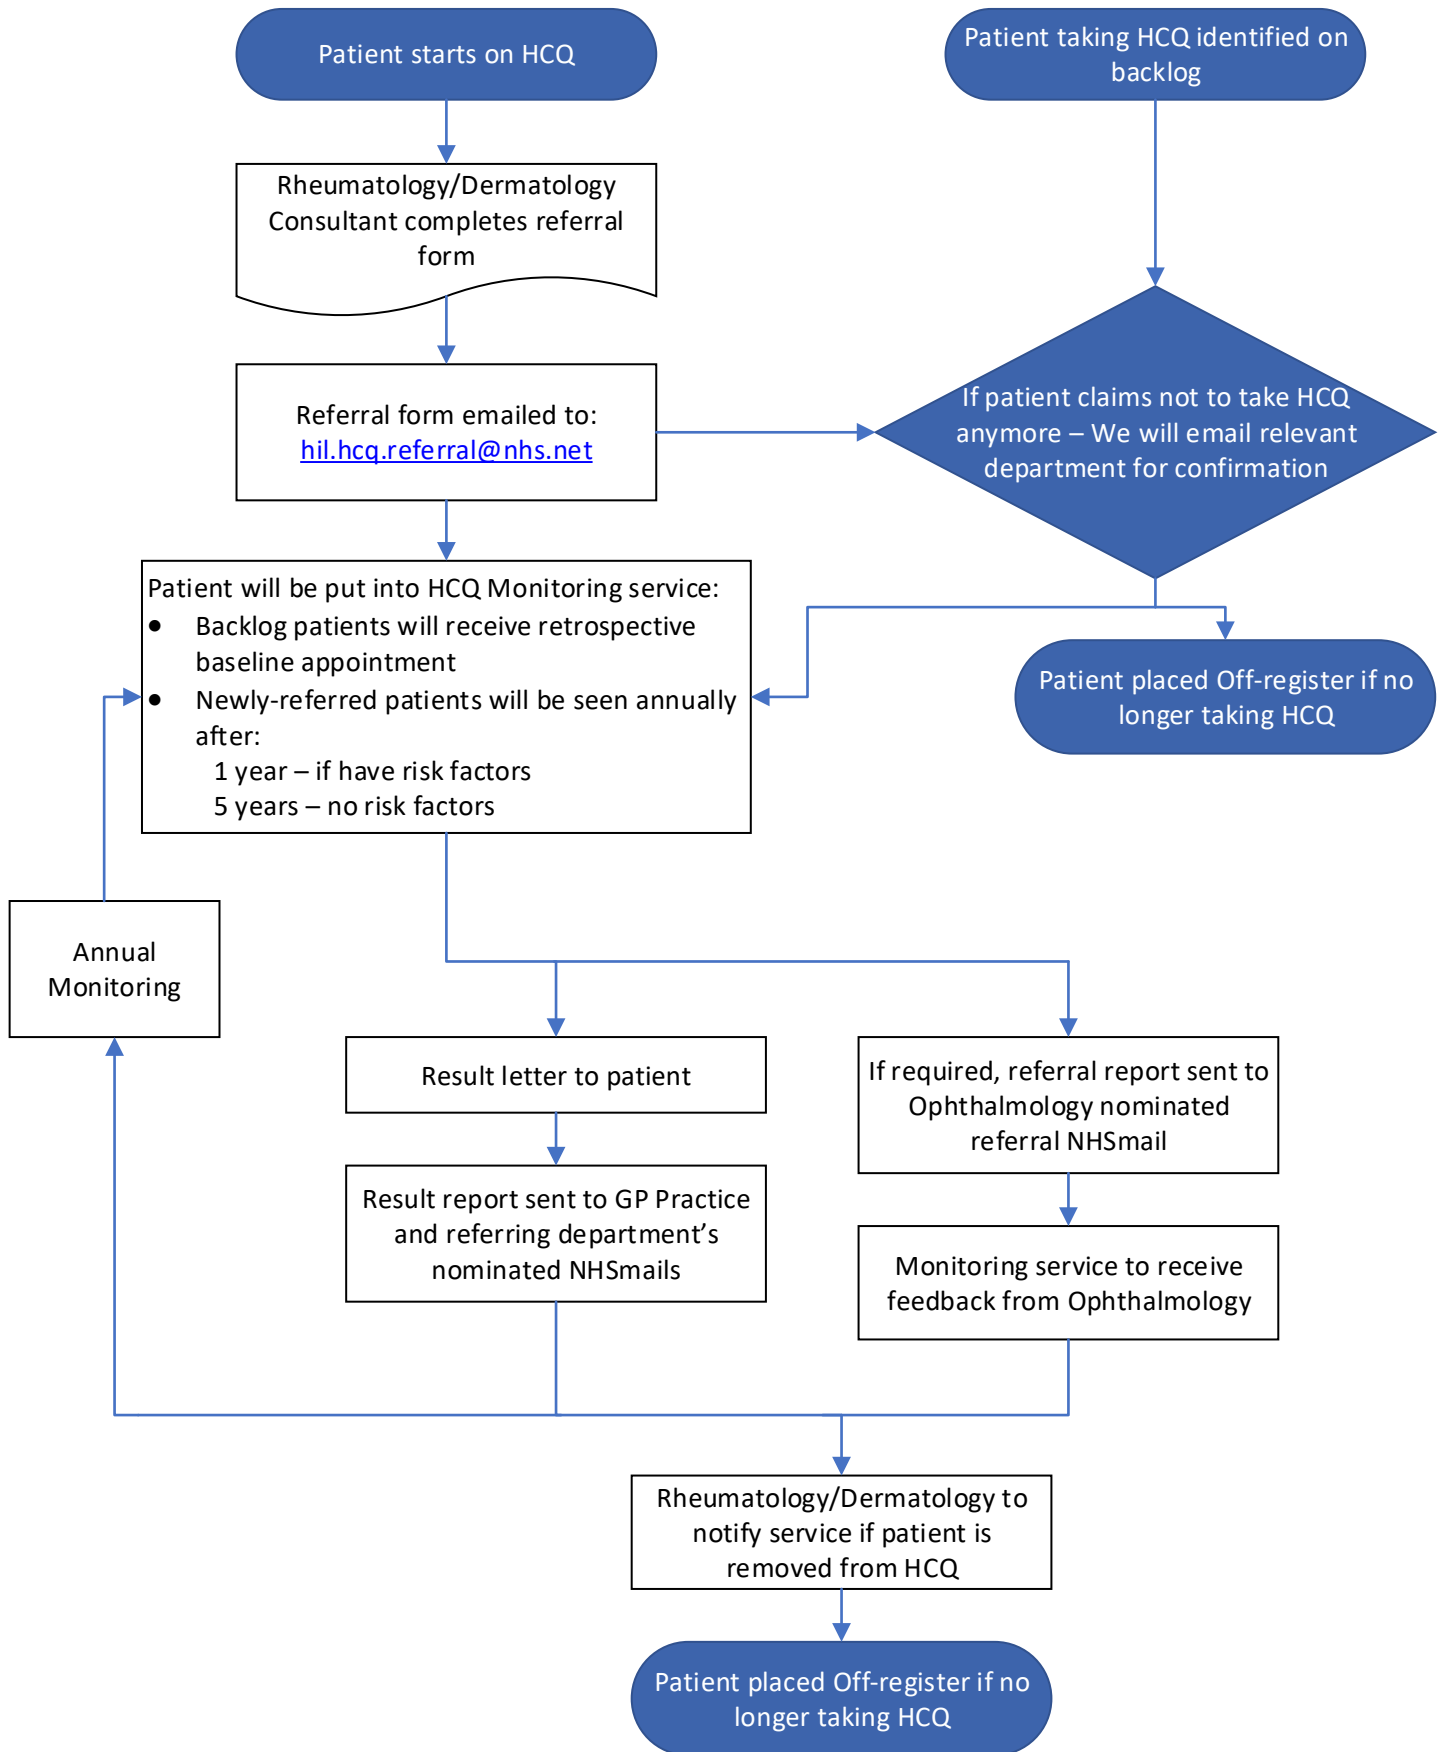 Patient starts on HCQ
Patient taking HCQ identified on
backlog
Rheumatology/Dermatology
Consultant completes referral
form
Referral form emailed to:
hil.hcq.referral@nhs.net
If patient claims not to take HCQ
anymore – We will email relevant
department for confirmation
Patient will be put into HCQ Monitoring service:
● Backlog patients will receive retrospective
baseline appointment
● Newly-referred patients will be seen annually
after:
1 year – if have risk factors
5 years – no risk factors
Patient placed Off-register if no
longer taking HCQ
Annual
Monitoring
Result letter to patient
If required, referral report sent to
Ophthalmology nominated
referral NHSmail
Result report sent to GP Practice
and referring department’s
nominated NHSmails
Monitoring service to receive
feedback from Ophthalmology
Rheumatology/Dermatology to
notify service if patient is
removed from HCQ
Patient placed Off-register if no
longer taking HCQ